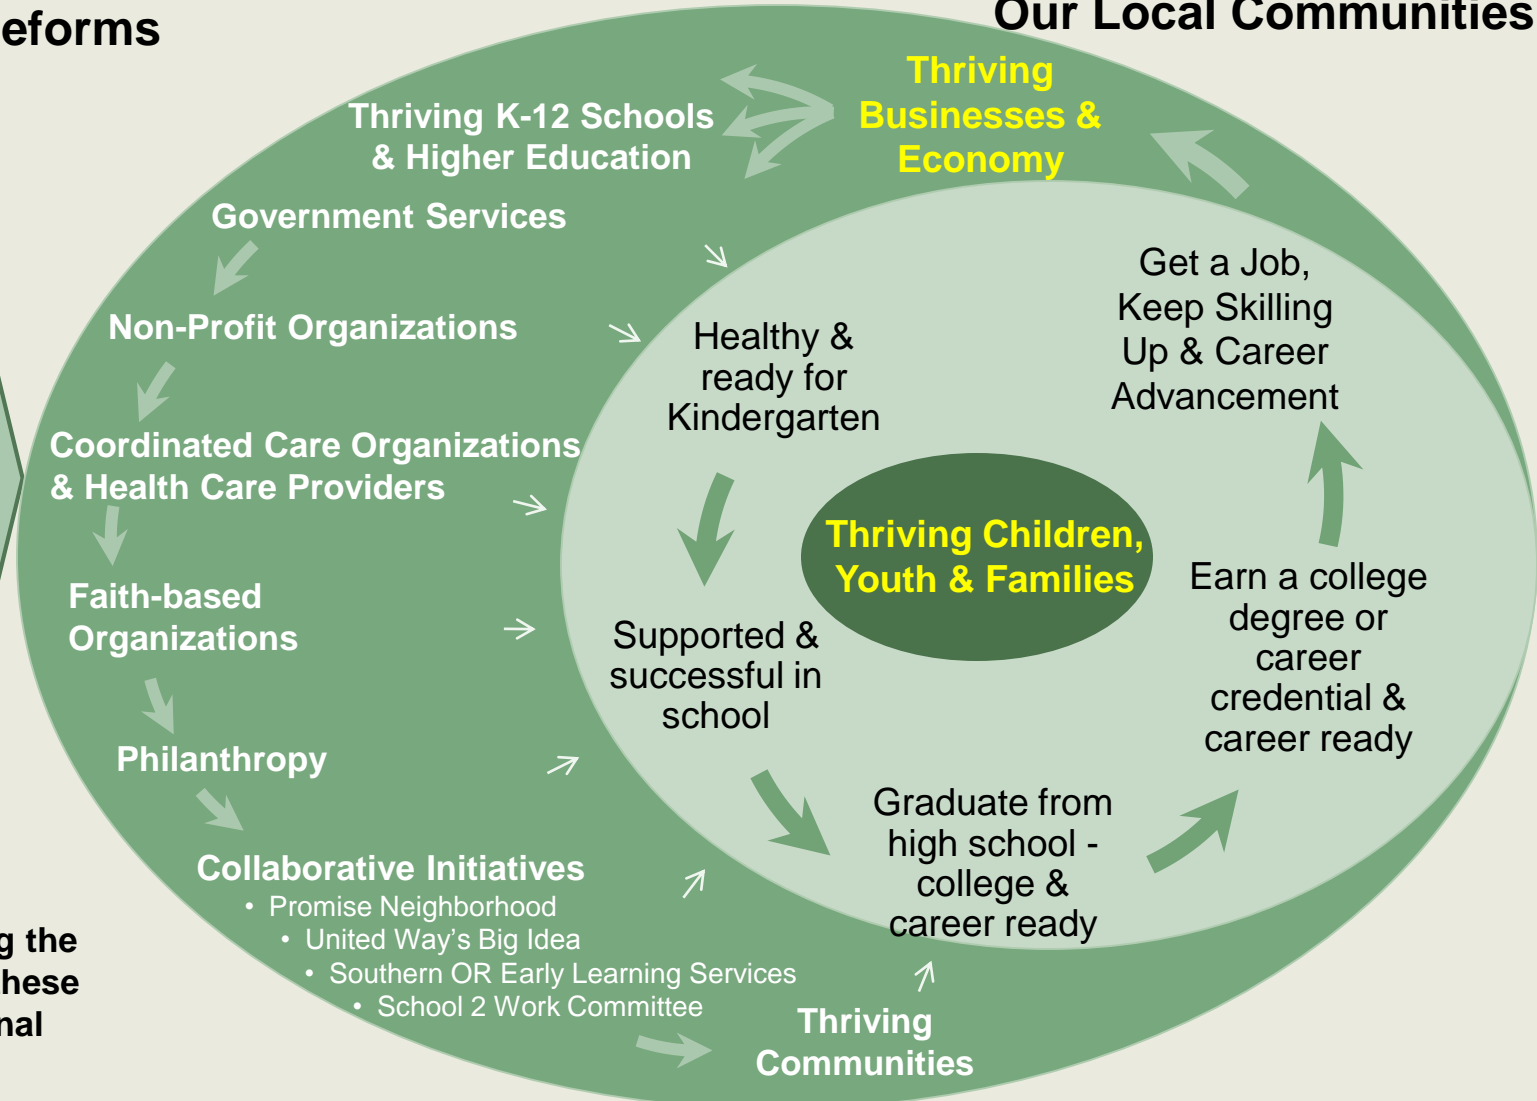 eforms
Our Local Communities
Thriving
Businesses &
Economy
Thriving K-12 Schools
& Higher Education
Government Services
Non-Profit Organizations
Coordinated Care Organizations
& Health Care Providers
Faith-based
Organizations
Philanthropy
Collaborative Initiatives
• Promise Neighborhood
• United Way's Big Idea
• Southern OR Early Learning Services
• School 2 Work Committee
Thriving
Communities
Healthy &
ready for
Kindergarten
Supported &
successful in
school
Graduate from
high school -
college &
career ready
Earn a college
degree or
career
credential &
career ready
Get a Job,
Keep Skilling
Up & Career
Advancement
Thriving Children,
Youth & Families
g the
hese
nal